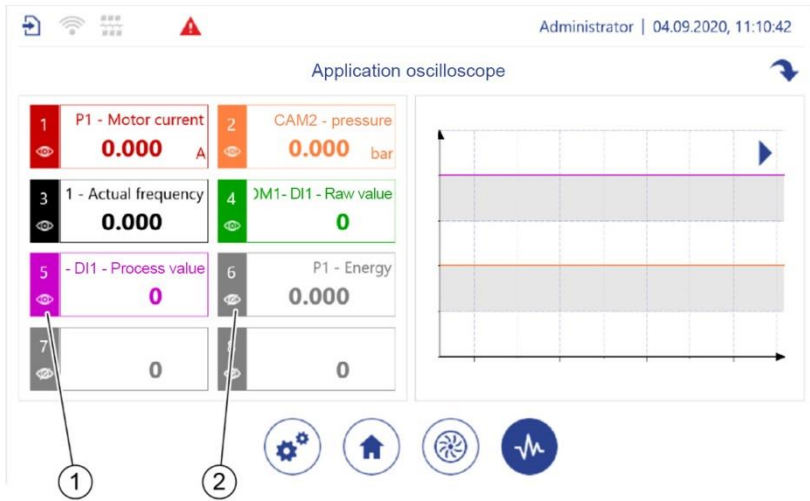 Administrator | 04.09.2020, 11:10:42
Application oscilloscope
1 P1 - Motor current
0.000 A
2 CAM2 - pressure
0.000 bar
3 1 - Actual frequency
0.000
4 )M1- DI1 - Raw value
0
5 - DI1 - Process value
0
6 P1 - Energy
0.000
7
0
8
0
1
2